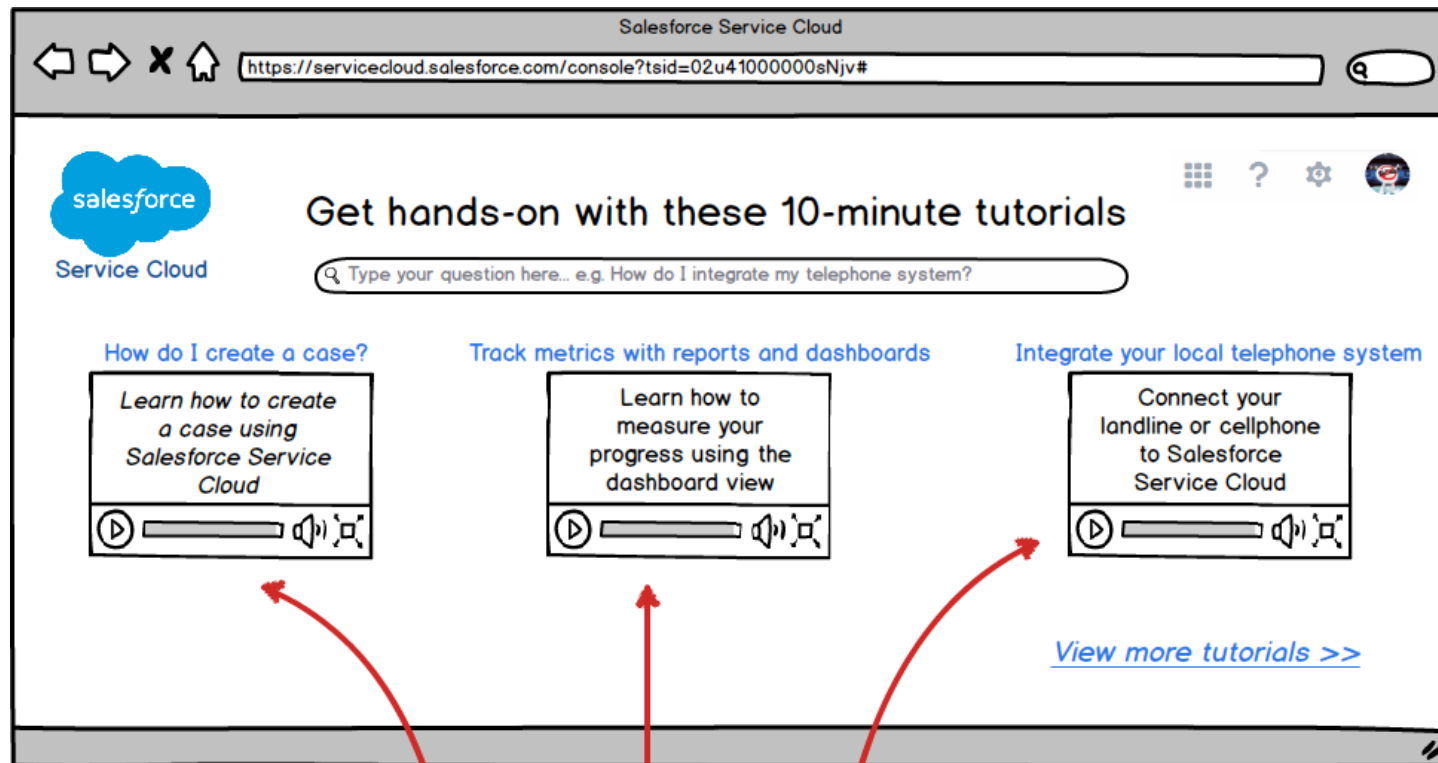 Salesforce Service Cloud
https://servicecloud.salesforce.com/console?tsid=02u41000000sNjv#
salesforce
Service Cloud
Get hands-on with these 10-minute tutorials
?
Type your question here... e.g. How do I integrate my telephone system?
How do I create a case?
Learn how to create
a case using
Salesforce Service
Cloud
Track metrics with reports and dashboards
Learn how to
measure your
progress using the
dashboard view
Integrate your local telephone system
Connect your
landline or cellphone
to Salesforce
Service Cloud
View more tutorials >>